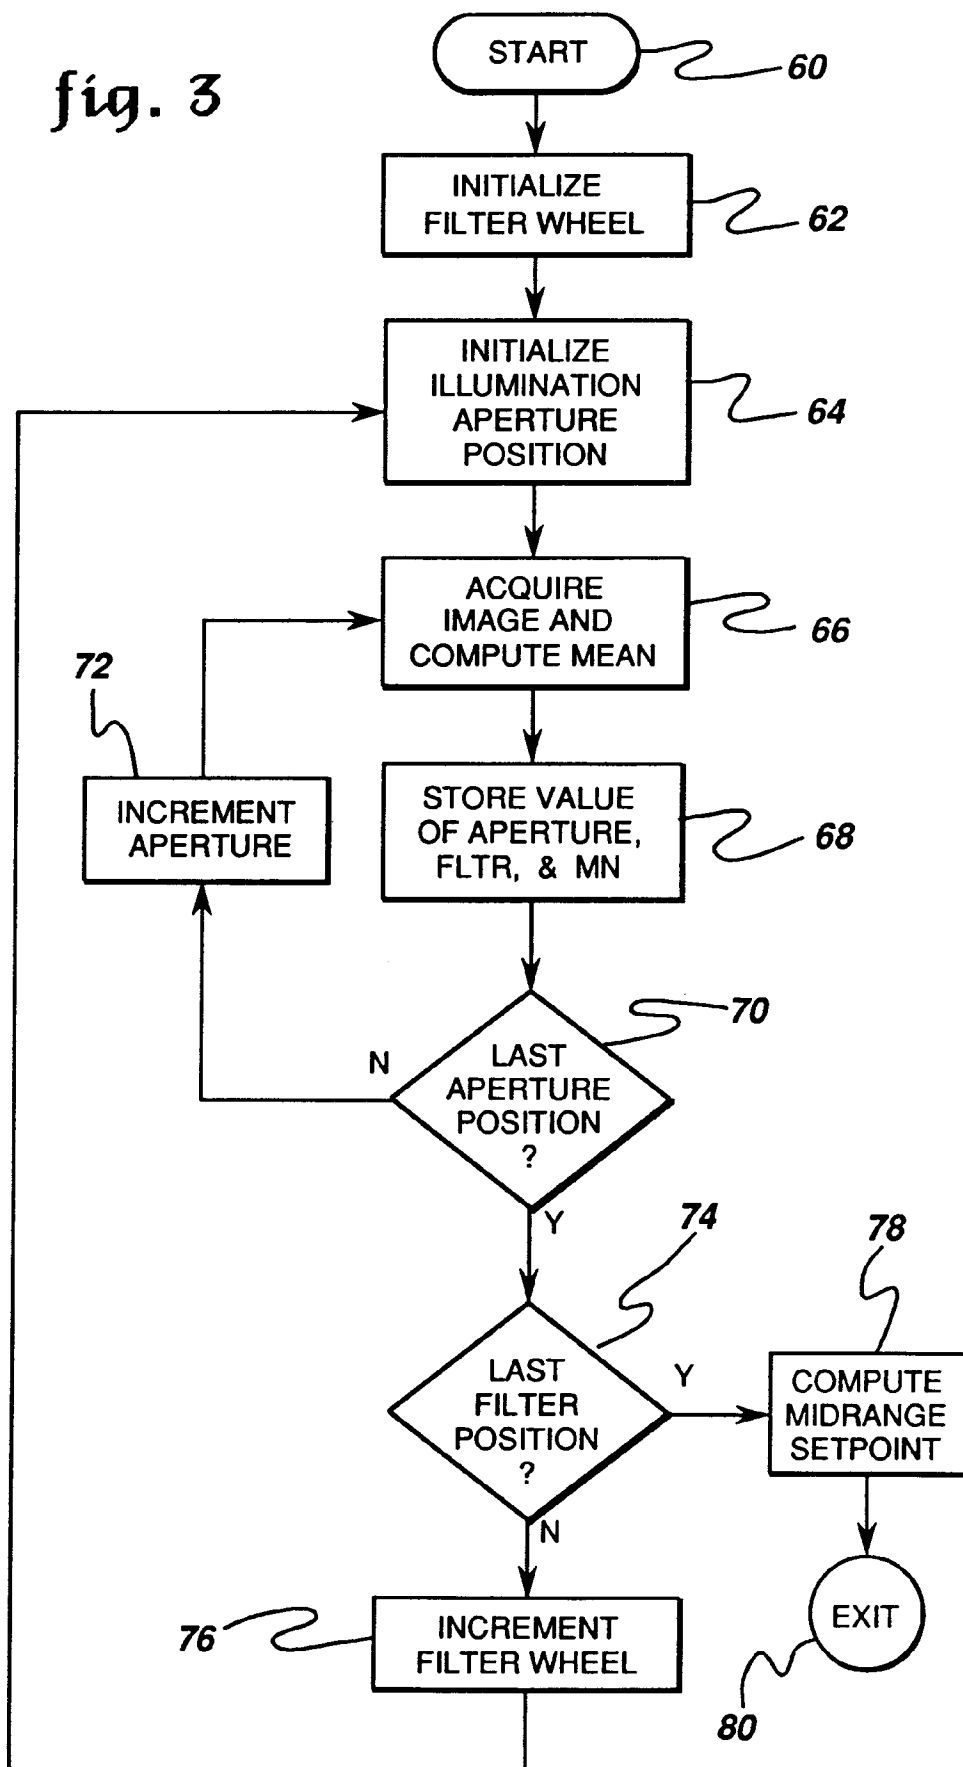 fig. 3
START
60
INITIALIZE
FILTER WHEEL
62
INITIALIZE
ILLUMINATION
APERTURE
POSITION
64
ACQUIRE
IMAGE AND
COMPUTE MEAN
66
72
INCREMENT
APERTURE
STORE VALUE
OF APERTURE,
FLTR, & MN
68
70
N
LAST
APERTURE
POSITION
?
Y
74
78
LAST
FILTER
POSITION
?
Y
COMPUTE
MIDRANGE
SETPOINT
N
76
INCREMENT
FILTER WHEEL
EXIT
80